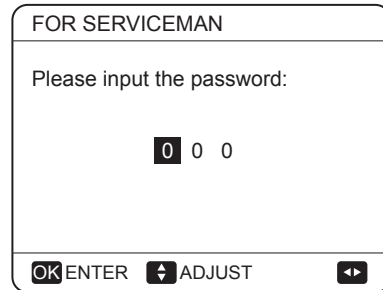 FOR SERVICEMAN
Please input the password:
0 0 0
OK ENTER ADJUST